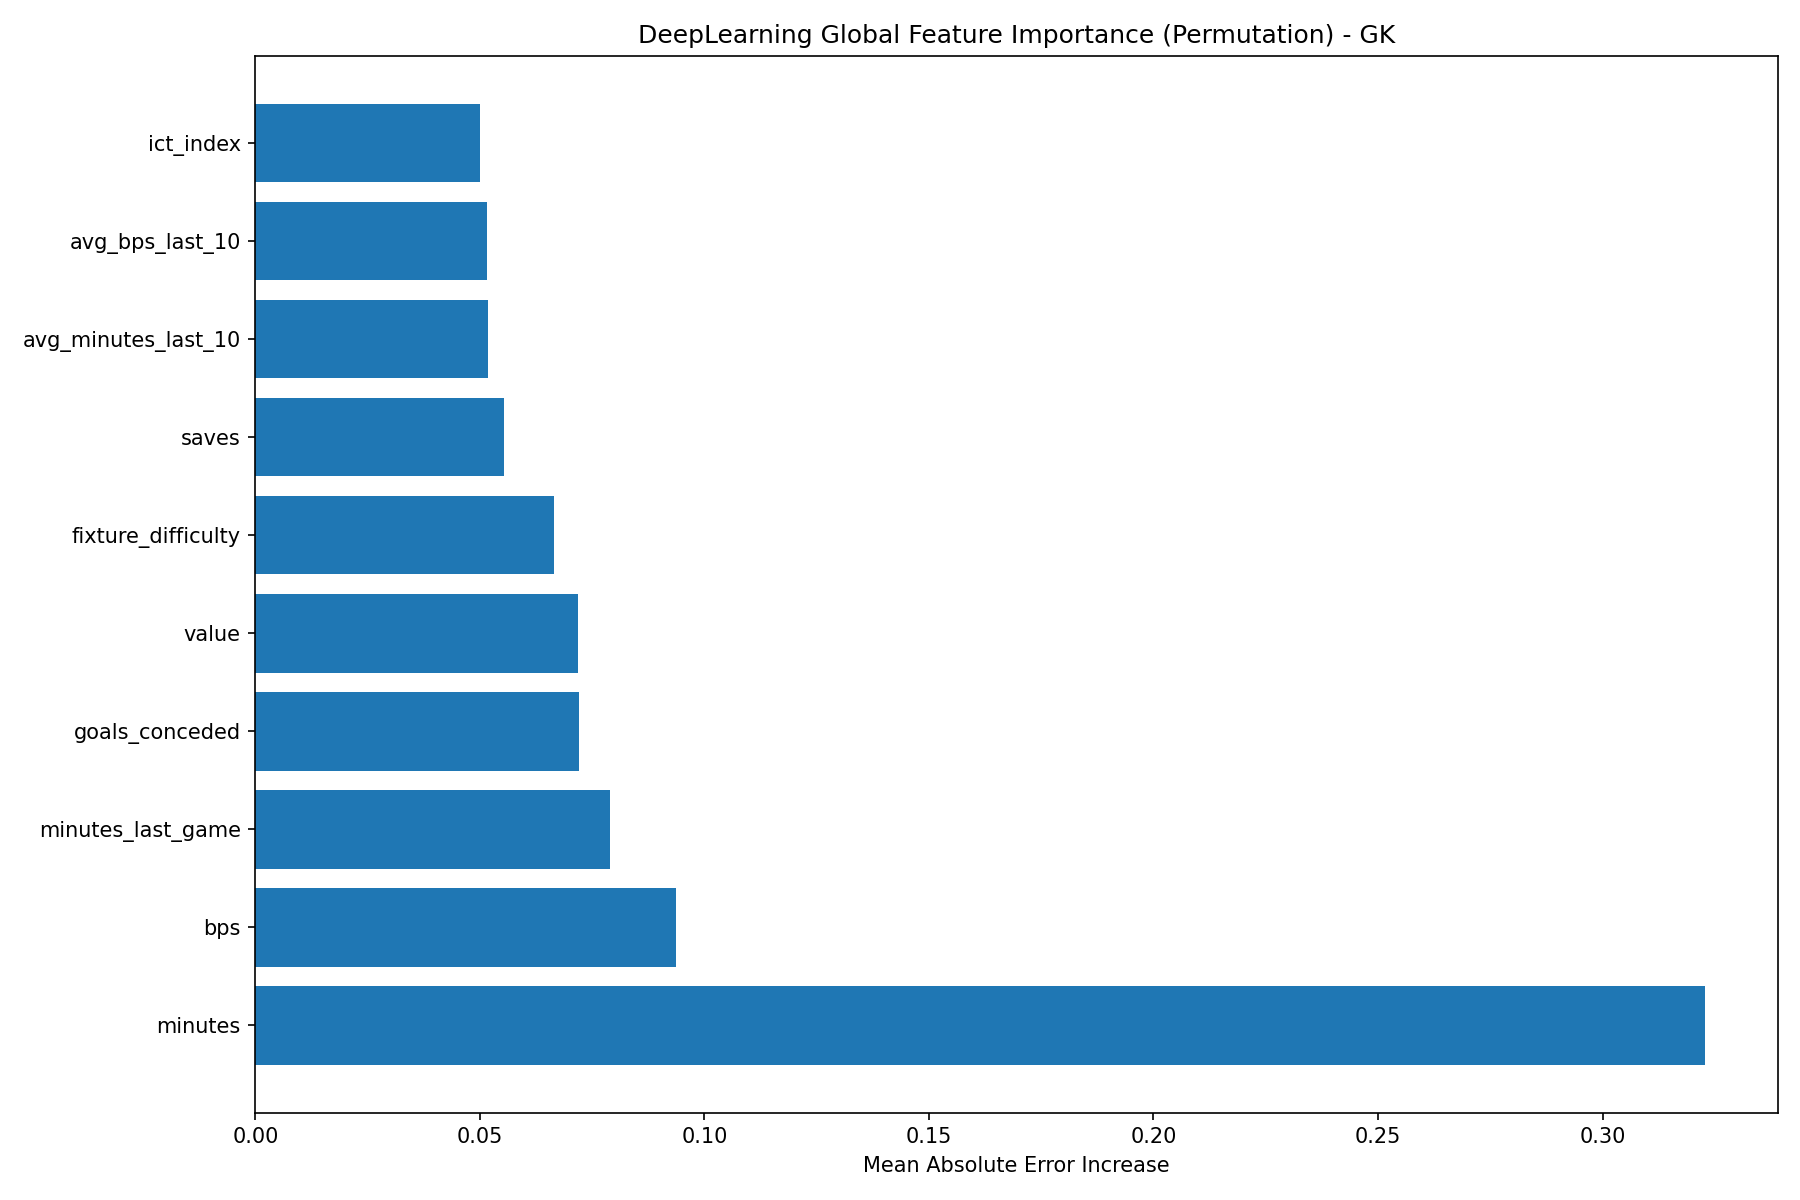 DeepLearning Global Feature Importance (Permutation) - GK
ict_index
avg_bps_last_10
avg_minutes_last_10
saves
fixture_difficulty
value
goals_conceded
minutes_last_game
bps
minutes
0.00 0.05 0.10 0.15 0.20 0.25 0.30
Mean Absolute Error Increase